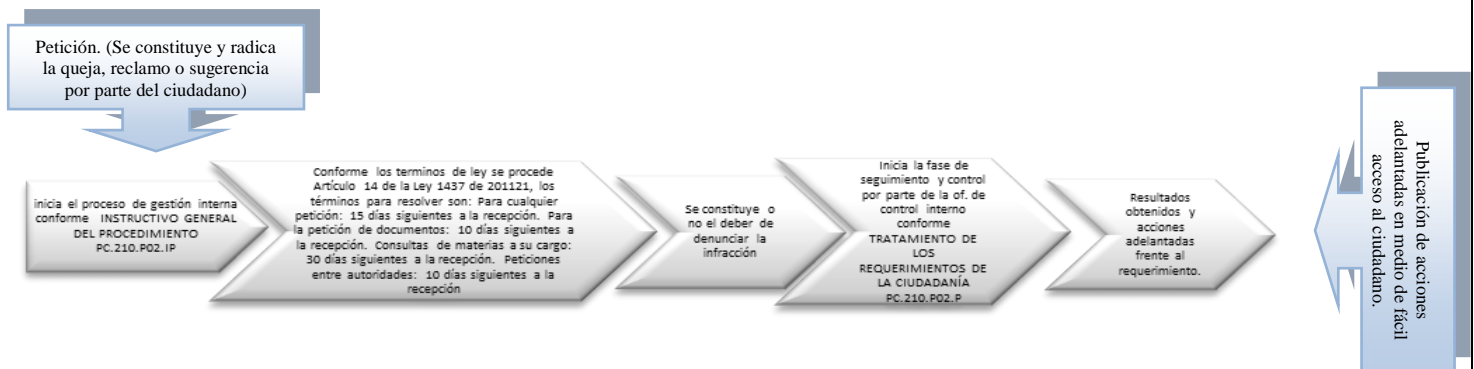 Petición. (Se constituye y radica
la queja, reclamo o sugerencia
por parte del ciudadano)
inicia el proceso de gestión interna
conforme INSTRUCTIVO GENERAL
DEL PROCEDIMIENTO
PC.210.P02.IP
Conforme los terminos de ley se procede
Artículo 14 de la Ley 1437 de 201121, los
términos para resolver son: Para cualquier
petición: 15 días siguientes a la recepción. Para
la petición de documentos: 10 días siguientes a
la recepción. Consultas de materias a su cargo:
30 días siguientes a la recepción. Peticiones
entre autoridades: 10 días siguientes a la
recepción
Se constituye o
no el deber de
denunciar la
infracción
Inicia la fase de
seguimiento y control
por parte de la of. de
control interno
conforme
TRATAMIENTO DE
LOS
REQUERIMIENTOS DE
LA CIUDADANÍA
PC.210.P02.P
Resultados
obtenidos y
acciones
adelantadas
frente al
requerimiento.
Publicación de acciones
adelantadas en medio de fácil
acceso al ciudadano.